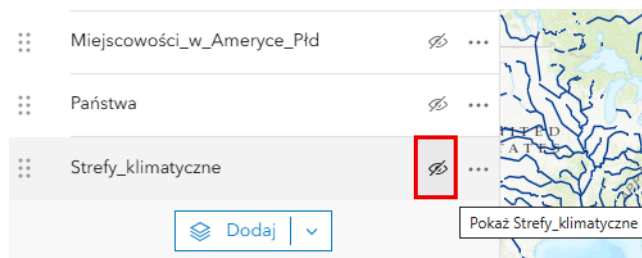 Miejscowości_w_Ameryce_Płd
Państwa
Strefy_klimatyczne
Dodaj
Pokaż Strefy_klimatyczne